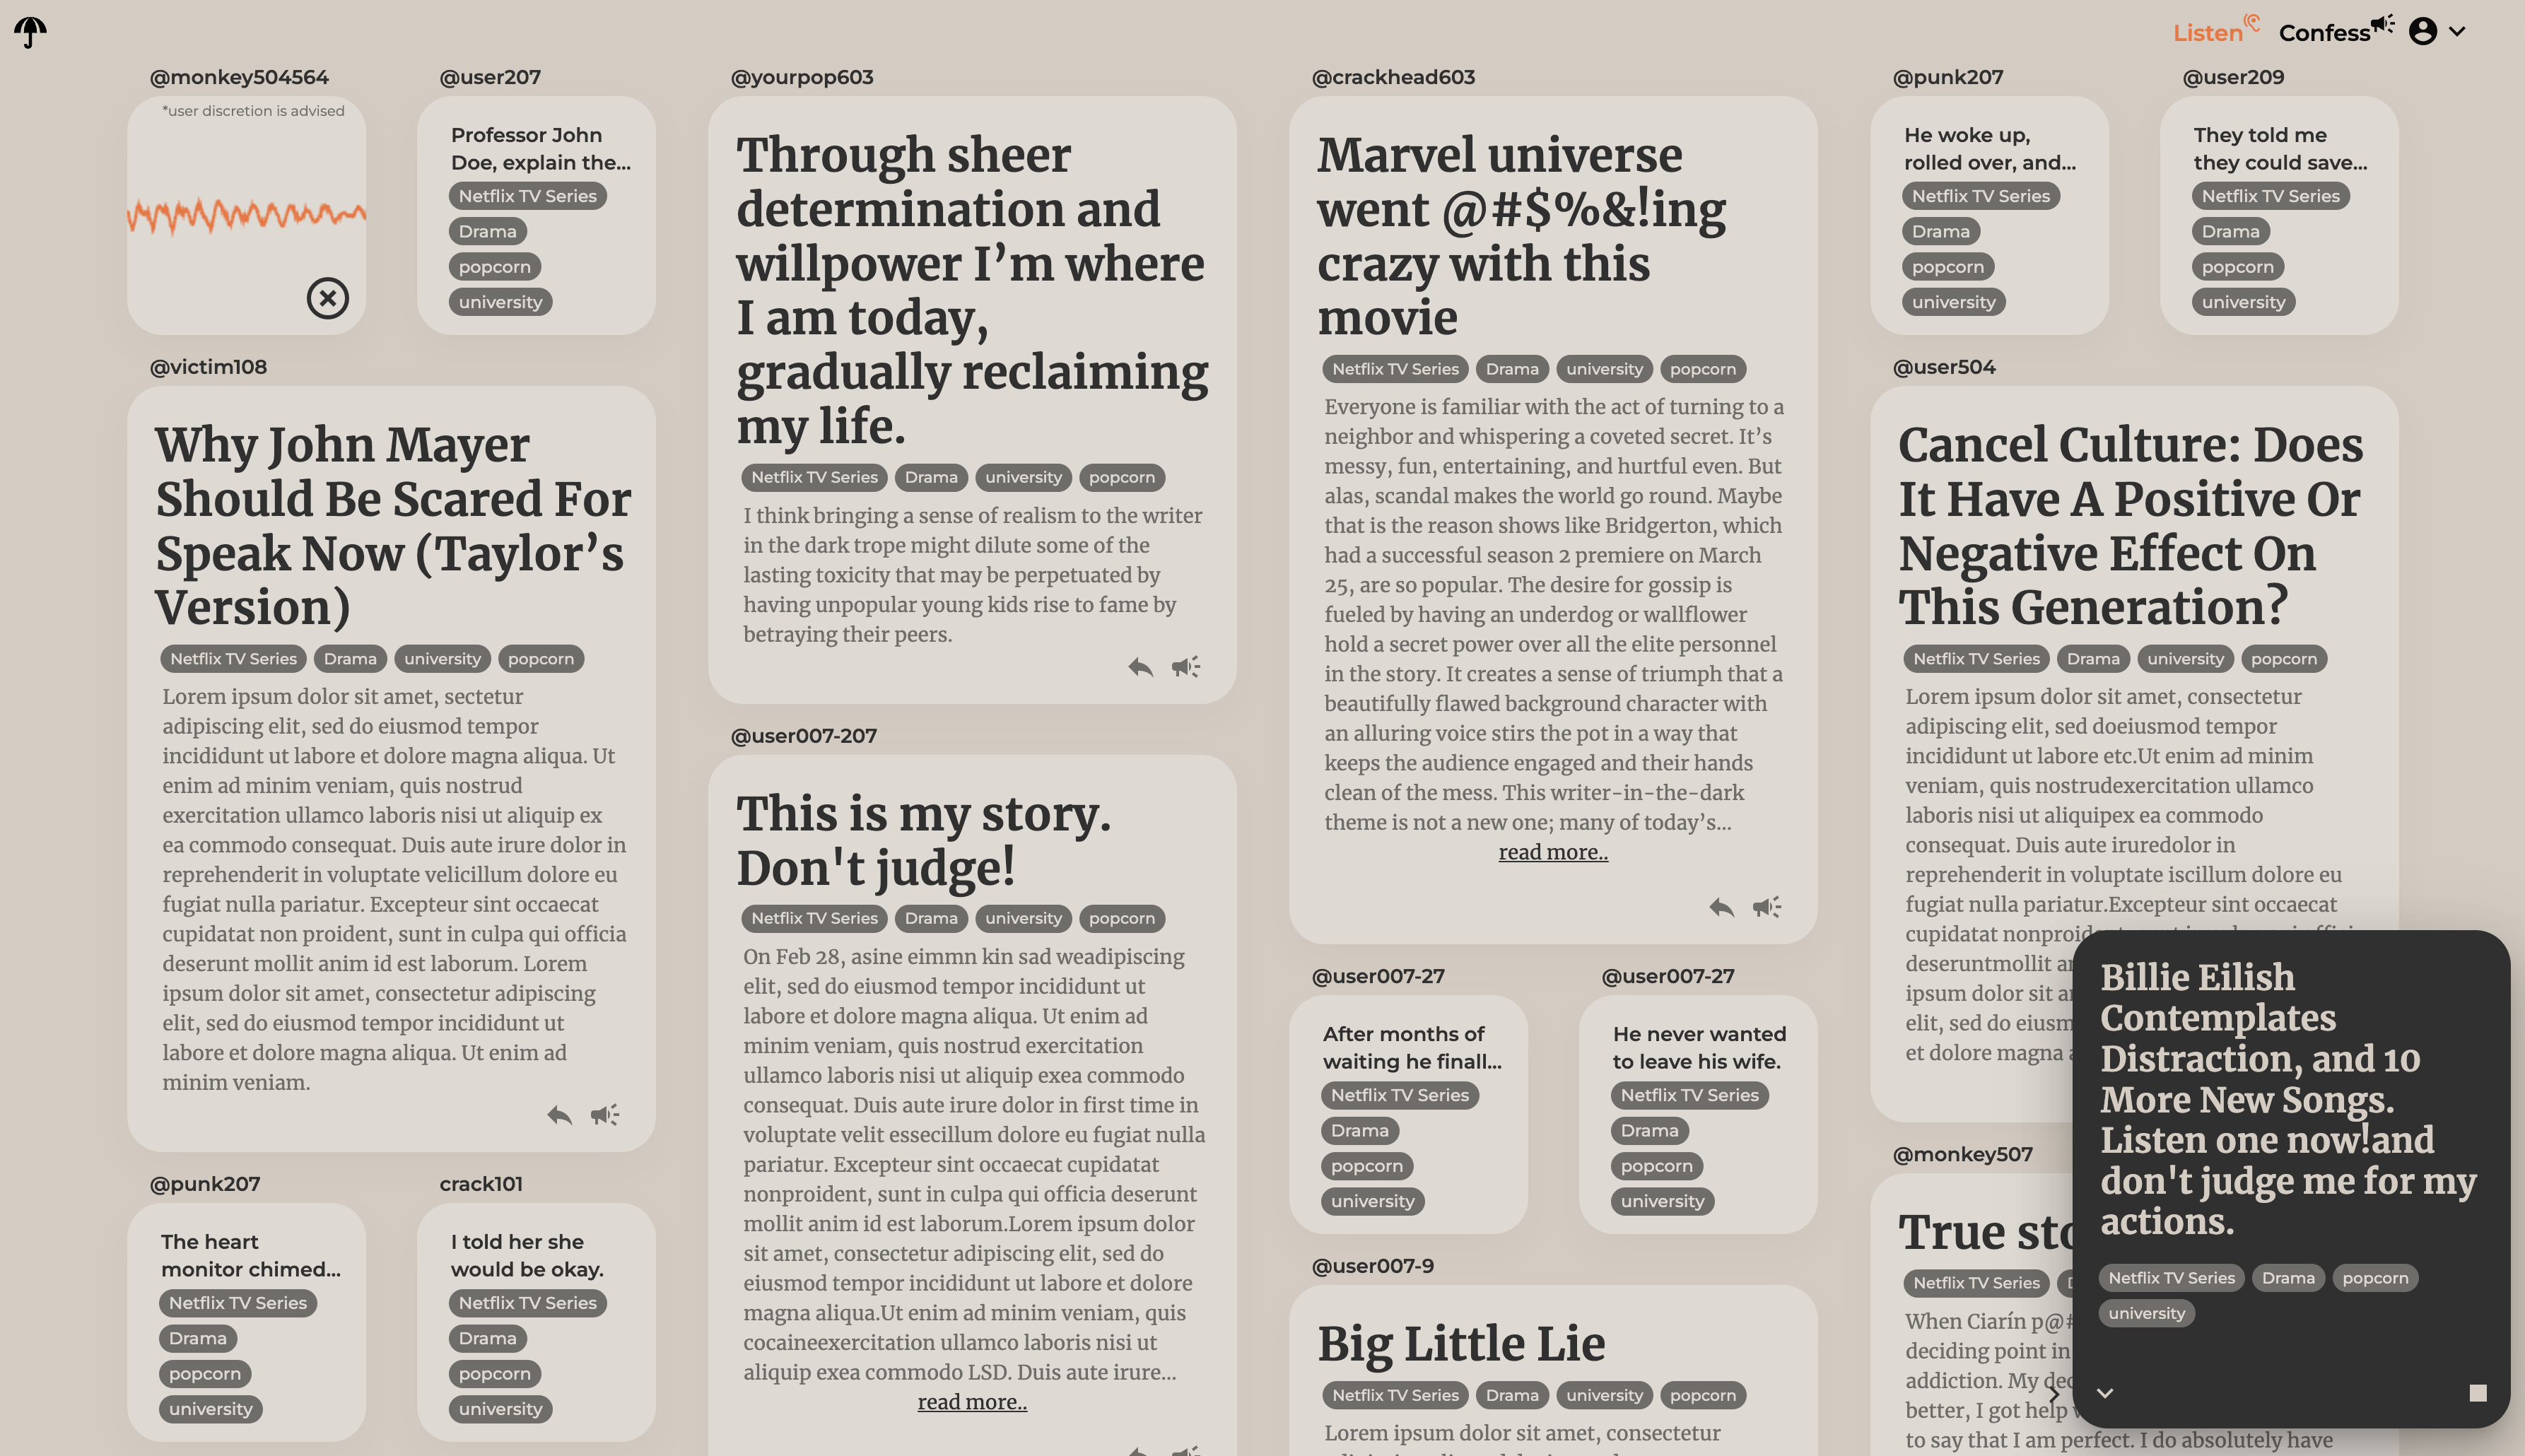 Listen
Confess
@monkey504564
*user discretion is advised
@user207
Professor John
Doe, explain the...
Netflix TV Series
Drama
popcorn
university
@victim108
Why John Mayer
Should Be Scared For
Speak Now (Taylor’s
Version)
Netflix TV Series Drama university popcorn
Lorem ipsum dolor sit amet, sectetur
adipiscing elit, sed do eiusmod tempor
incididunt ut labore et dolore magna aliqua. Ut
enim ad minim veniam, quis nostrud
exercitation ullamco laboris nisi ut aliquip ex
ea commodo consequat. Duis aute irure dolor in
reprehenderit in voluptate velicillum dolore eu
fugiat nulla pariatur. Excepteur sint occaecat
cupidatat non proident, sunt in culpa qui officia
deserunt mollit anim id est laborum. Lorem
ipsum dolor sit amet, consectetur adipiscing
elit, sed do eiusmod tempor incididunt ut
labore et dolore magna aliqua. Ut enim ad
minim veniam.
@punk207
The heart
monitor chimed...
Netflix TV Series
Drama
popcorn
university
crack101
I told her she
would be okay.
Netflix TV Series
Drama
popcorn
university
@yourpop603
Through sheer
determination and
willpower I’m where
I am today,
gradually reclaiming
my life.
Netflix TV Series Drama university popcorn
I think bringing a sense of realism to the writer
in the dark trope might dilute some of the
lasting toxicity that may be perpetuated by
having unpopular young kids rise to fame by
betraying their peers.
@user007-207
This is my story.
Don't judge!
Netflix TV Series Drama university popcorn
On Feb 28, asine eimmn kin sad weadipiscing
elit, sed do eiusmod tempor incididunt ut
labore et dolore magna aliqua. Ut enim ad
minim veniam, quis nostrud exercitation
ullamco laboris nisi ut aliquip exea commodo
consequat. Duis aute irure dolor in first time in
voluptate velit essecillum dolore eu fugiat nulla
pariatur. Excepteur sint occaecat cupidatat
nonproident, sunt in culpa qui officia deserunt
mollit anim id est laborum.Lorem ipsum dolor
sit amet, consectetur adipiscing elit, sed do
eiusmod tempor incididunt ut labore et dolore
magna aliqua.Ut enim ad minim veniam, quis
cocaineexercitation ullamco laboris nisi ut
aliquip exea commodo LSD. Duis aute irure...
read more..
@crackhead603
Marvel universe
went @#$%&!ing
crazy with this
movie
Netflix TV Series Drama university popcorn
Everyone is familiar with the act of turning to a
neighbor and whispering a coveted secret. It’s
messy, fun, entertaining, and hurtful even. But
alas, scandal makes the world go round. Maybe
that is the reason shows like Bridgerton, which
had a successful season 2 premiere on March
25, are so popular. The desire for gossip is
fueled by having an underdog or wallflower
hold a secret power over all the elite personnel
in the story. It creates a sense of triumph that a
beautifully flawed background character with
an alluring voice stirs the pot in a way that
keeps the audience engaged and their hands
clean of the mess. This writer-in-the-dark
theme is not a new one; many of today’s...
read more..
@user007-27
After months of
waiting he finall...
Netflix TV Series
Drama
popcorn
university
@user007-27
He never wanted
to leave his wife.
Netflix TV Series
Drama
popcorn
university
@user007-9
Big Little Lie
Netflix TV Series Drama university popcorn
Lorem ipsum dolor sit amet, consectetur
@punk207
He woke up,
rolled over, and...
Netflix TV Series
Drama
popcorn
university
@user209
They told me
they could save...
Netflix TV Series
Drama
popcorn
university
@user504
Cancel Culture: Does
It Have A Positive Or
Negative Effect On
This Generation?
Netflix TV Series Drama university popcorn
Lorem ipsum dolor sit amet, consectetur
adipiscing elit, sed doeiusmod tempor
incididunt ut labore etc.Ut enim ad minim
veniam, quis nostrudexercitation ullamco
laboris nisi ut aliquipex ea commodo
consequat. Duis aute iruredolor in
reprehenderit in voluptate iscillum dolore eu
fugiat nulla pariatur.Excepteur sint occaecat
cupidatat
deseruntmollit
ipsum dolor sit
elit, sed do
et dolore magna
@monkey507
True
Netflix TV Series
When Ciarín
deciding point in
addiction. My
better, I got help
to say that I am perfect. I do absolutely have
Billie Eilish
Contemplates
Distraction, and 10
More New Songs.
Listen one now!and
don't judge me for my
actions.
Netflix TV Series Drama popcorn
university